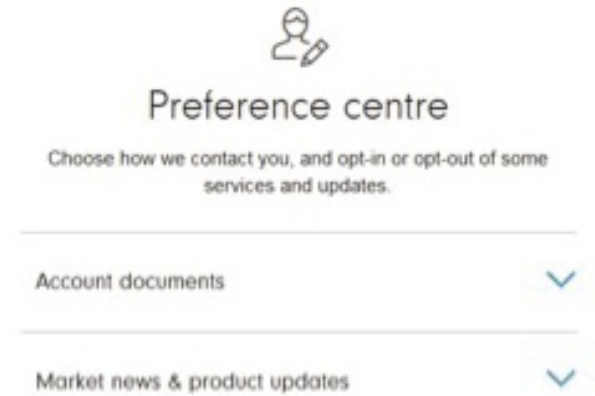 Preference centre
Choose how we contact you, and opt-in or opt-out of some
services and updates.
Account documents
Market news & product updates